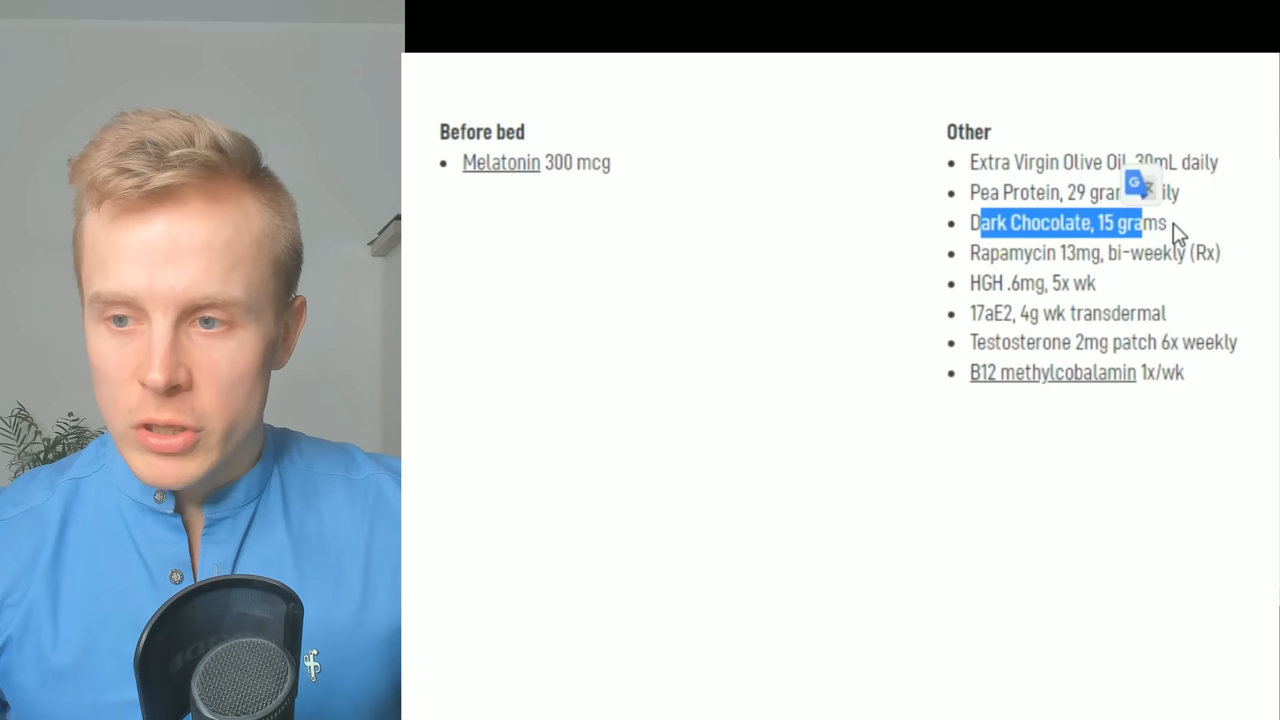 Before bed
Melatonin 300 mcg
Other
Extra Virgin Olive Oil, 30mL daily
Pea Protein, 29 grams
Dark Chocolate, 15 grams
Rapamycin 13mg, bi-weekly (Rx)
HGH .6mg, 5x wk
17aE2, 4g wk transdermal
Testosterone 2mg patch 6x weekly
B12 methylcobalamin 1x/wk